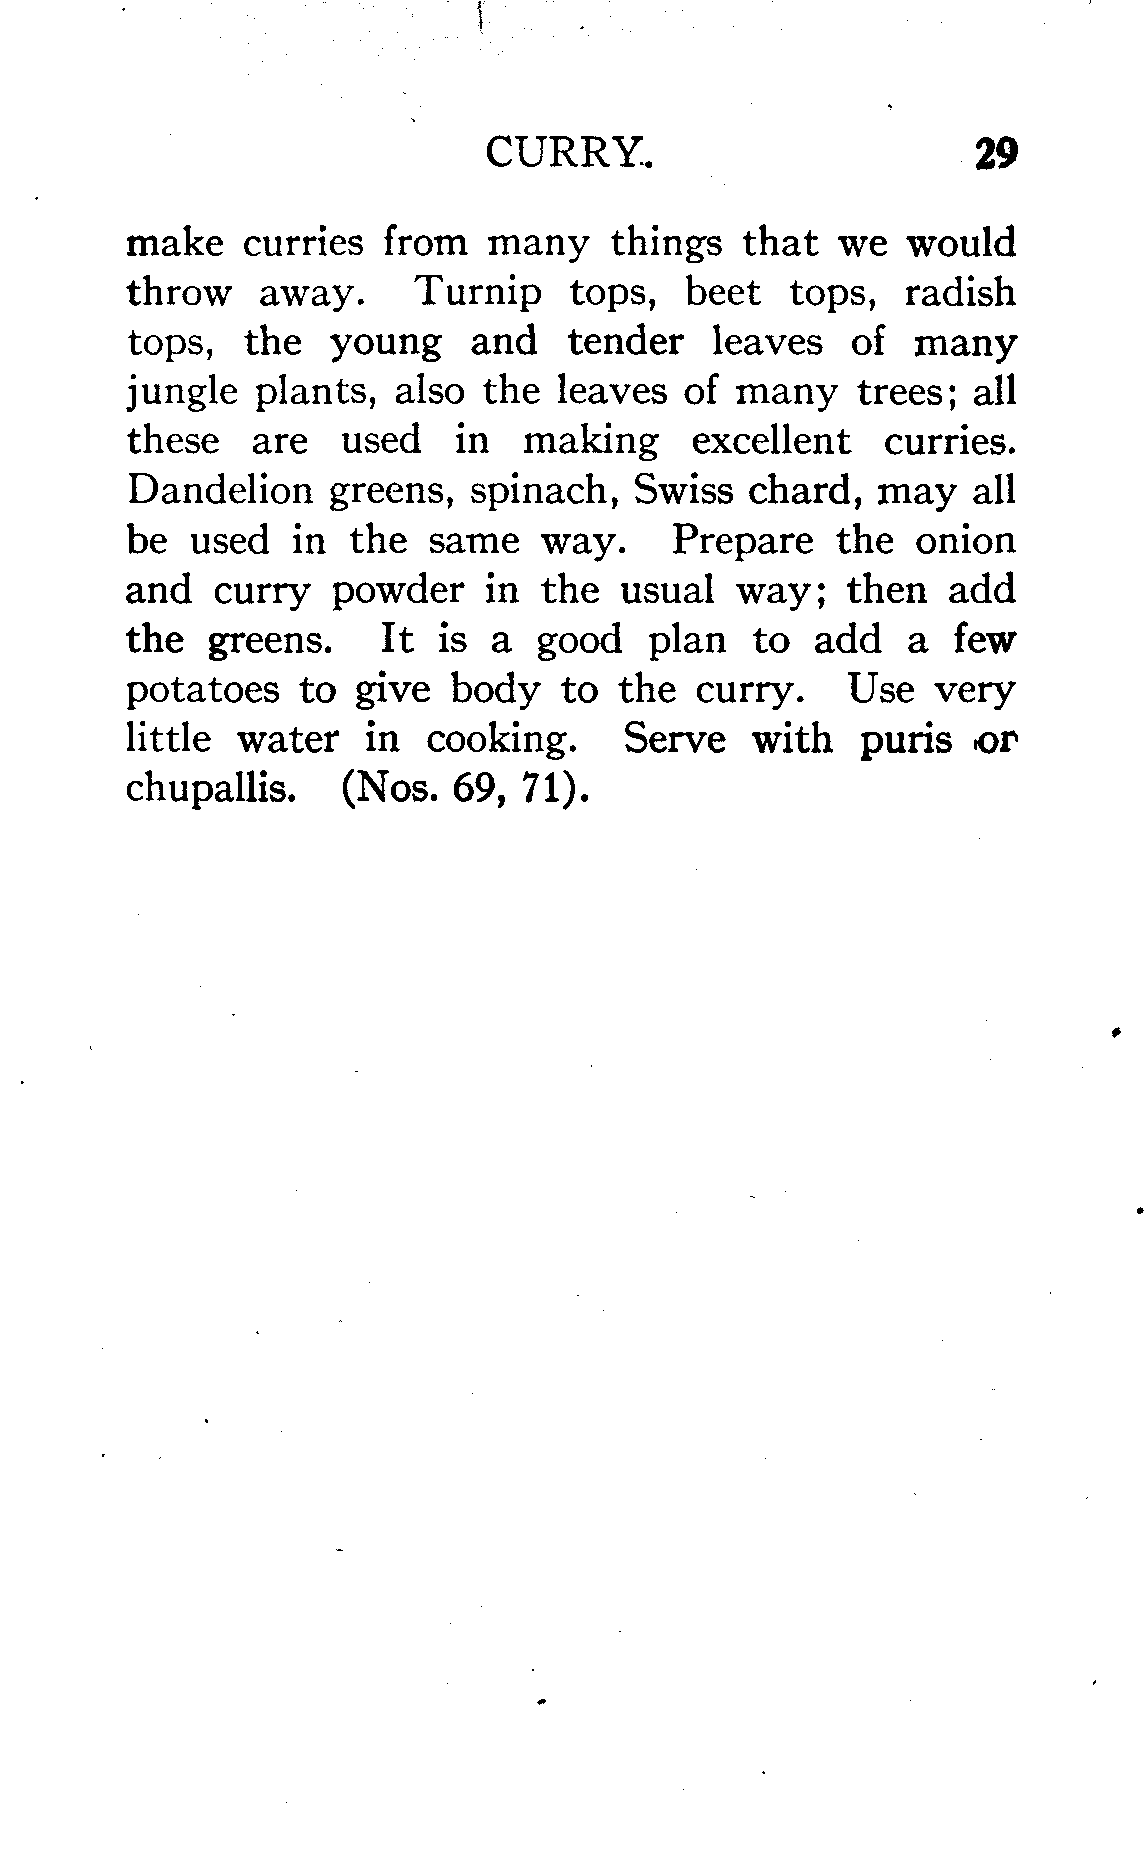 CURRY. 29
make curries from many things that we would
throw away. Turnip tops, beet tops, radish
tops, the young and tender leaves of many
jungle plants, also the leaves of many trees; all
these are used in making excellent curries.
Dandelion greens, spinach, Swiss chard, may all
be used in the same way. Prepare the onion
and curry powder in the usual way; then add
the greens. It is a good plan to add a few
potatoes to give body to the curry. Use very
little water in cooking. Serve with puris or
chupallis. (Nos. 69, 71).